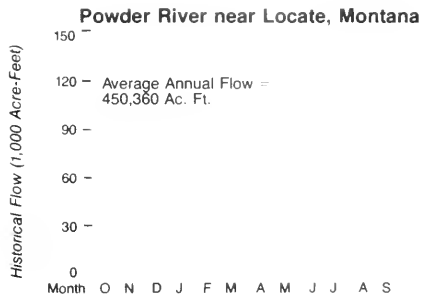 Powder River near Locate, Montana
Historical Flow (1,000 Acre-Feet)
150
120
Average Annual Flow =
450,360 Ac. Ft.
90
60
30
0
Month O N D J F M A M J J A S